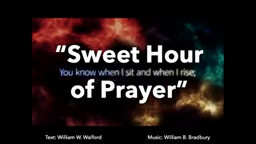 “Sweet Hour
You know when I sit and when I rise;
of Prayer”
Text: William W. Walford
Music: William B. Bradbury